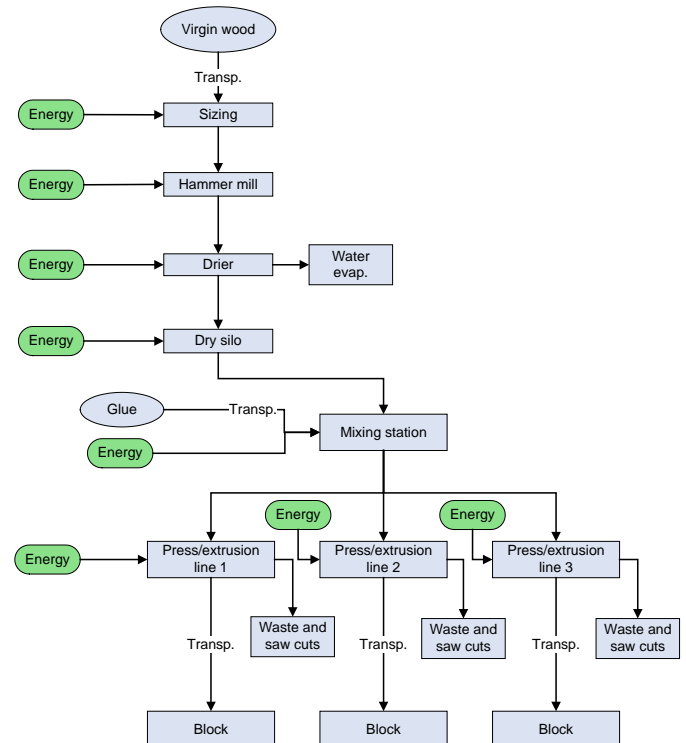 Virgin wood
Transp.
Energy
Sizing
Energy
Hammer mill
Energy
Drier
Water
evap.
Energy
Dry silo
Glue
Transp.
Mixing station
Energy
Energy
Energy
Energy
Press/extrusion
line 1
Press/extrusion
line 2
Press/extrusion
line 3
Waste and
saw cuts
Waste and
saw cuts
Waste and
saw cuts
Transp.
Transp.
Transp.
Block
Block
Block